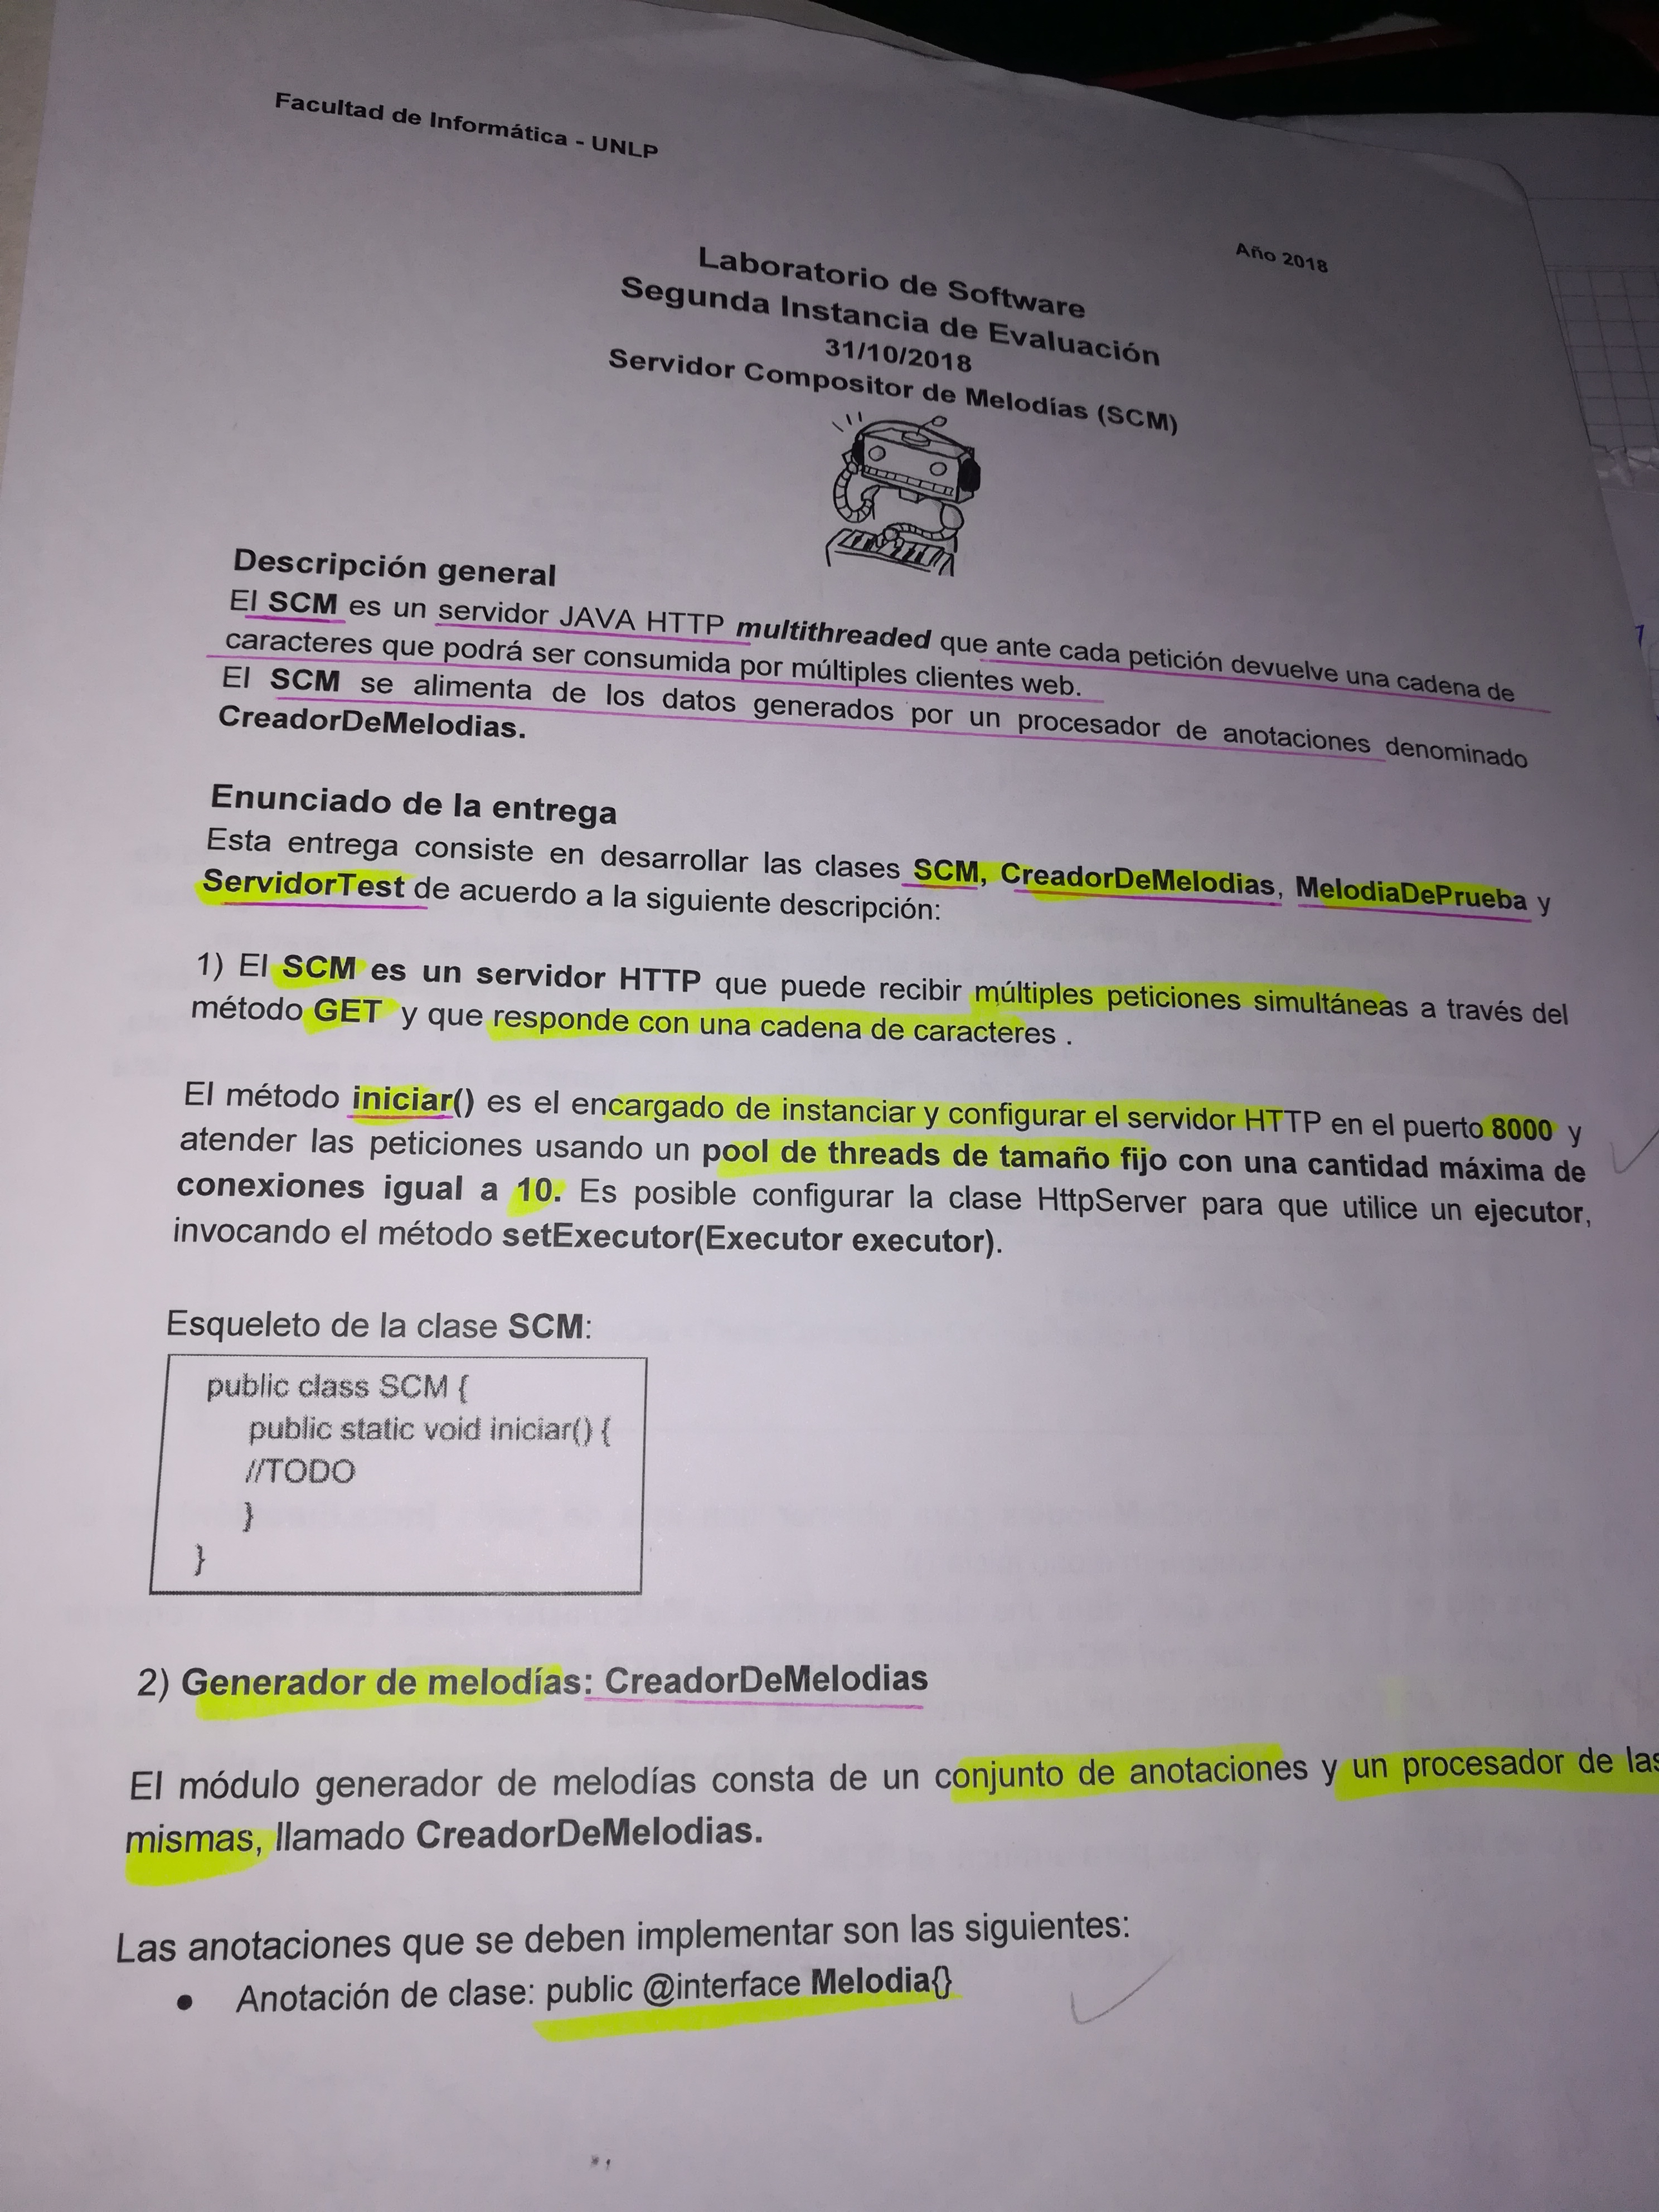 Facultad de Informática - UNLP
Año 2018
Laboratorio de Software
Segunda Instancia de Evaluación
31/10/2018
Servidor Compositor de Melodías (SCM)
Descripción general
El SCM es un servidor JAVA HTTP multithreaded que ante cada petición devuelve una cadena de
caracteres que podrá ser consumida por múltiples clientes web.
El SCM se alimenta de los datos generados por un procesador de anotaciones denominado
CreadorDeMelodias.
Enunciado de la entrega
Esta entrega consiste en desarrollar las clases SCM, CreadorDeMelodias, MelodiaDePrueba y
ServidorTest de acuerdo a la siguiente descripción:
1) El SCM es un servidor HTTP que puede recibir múltiples peticiones simultáneas a través del
método GET y que responde con una cadena de caracteres .
El método iniciar() es el encargado de instanciar y configurar el servidor HTTP en el puerto 8000 y
atender las peticiones usando un pool de threads de tamaño fijo con una cantidad máxima de
conexiones igual a 10. Es posible configurar la clase HttpServer para que utilice un ejecutor,
invocando el método setExecutor(Executor executor).
Esqueleto de la clase SCM:
public class SCM {
public static void iniciar() {
//TODO
}
}
2) Generador de melodías: CreadorDeMelodias
El módulo generador de melodías consta de un conjunto de anotaciones y un procesador de las
mismas, llamado CreadorDeMelodias.
Las anotaciones que se deben implementar son las siguientes:
• Anotación de clase: public @interface Melodia{}